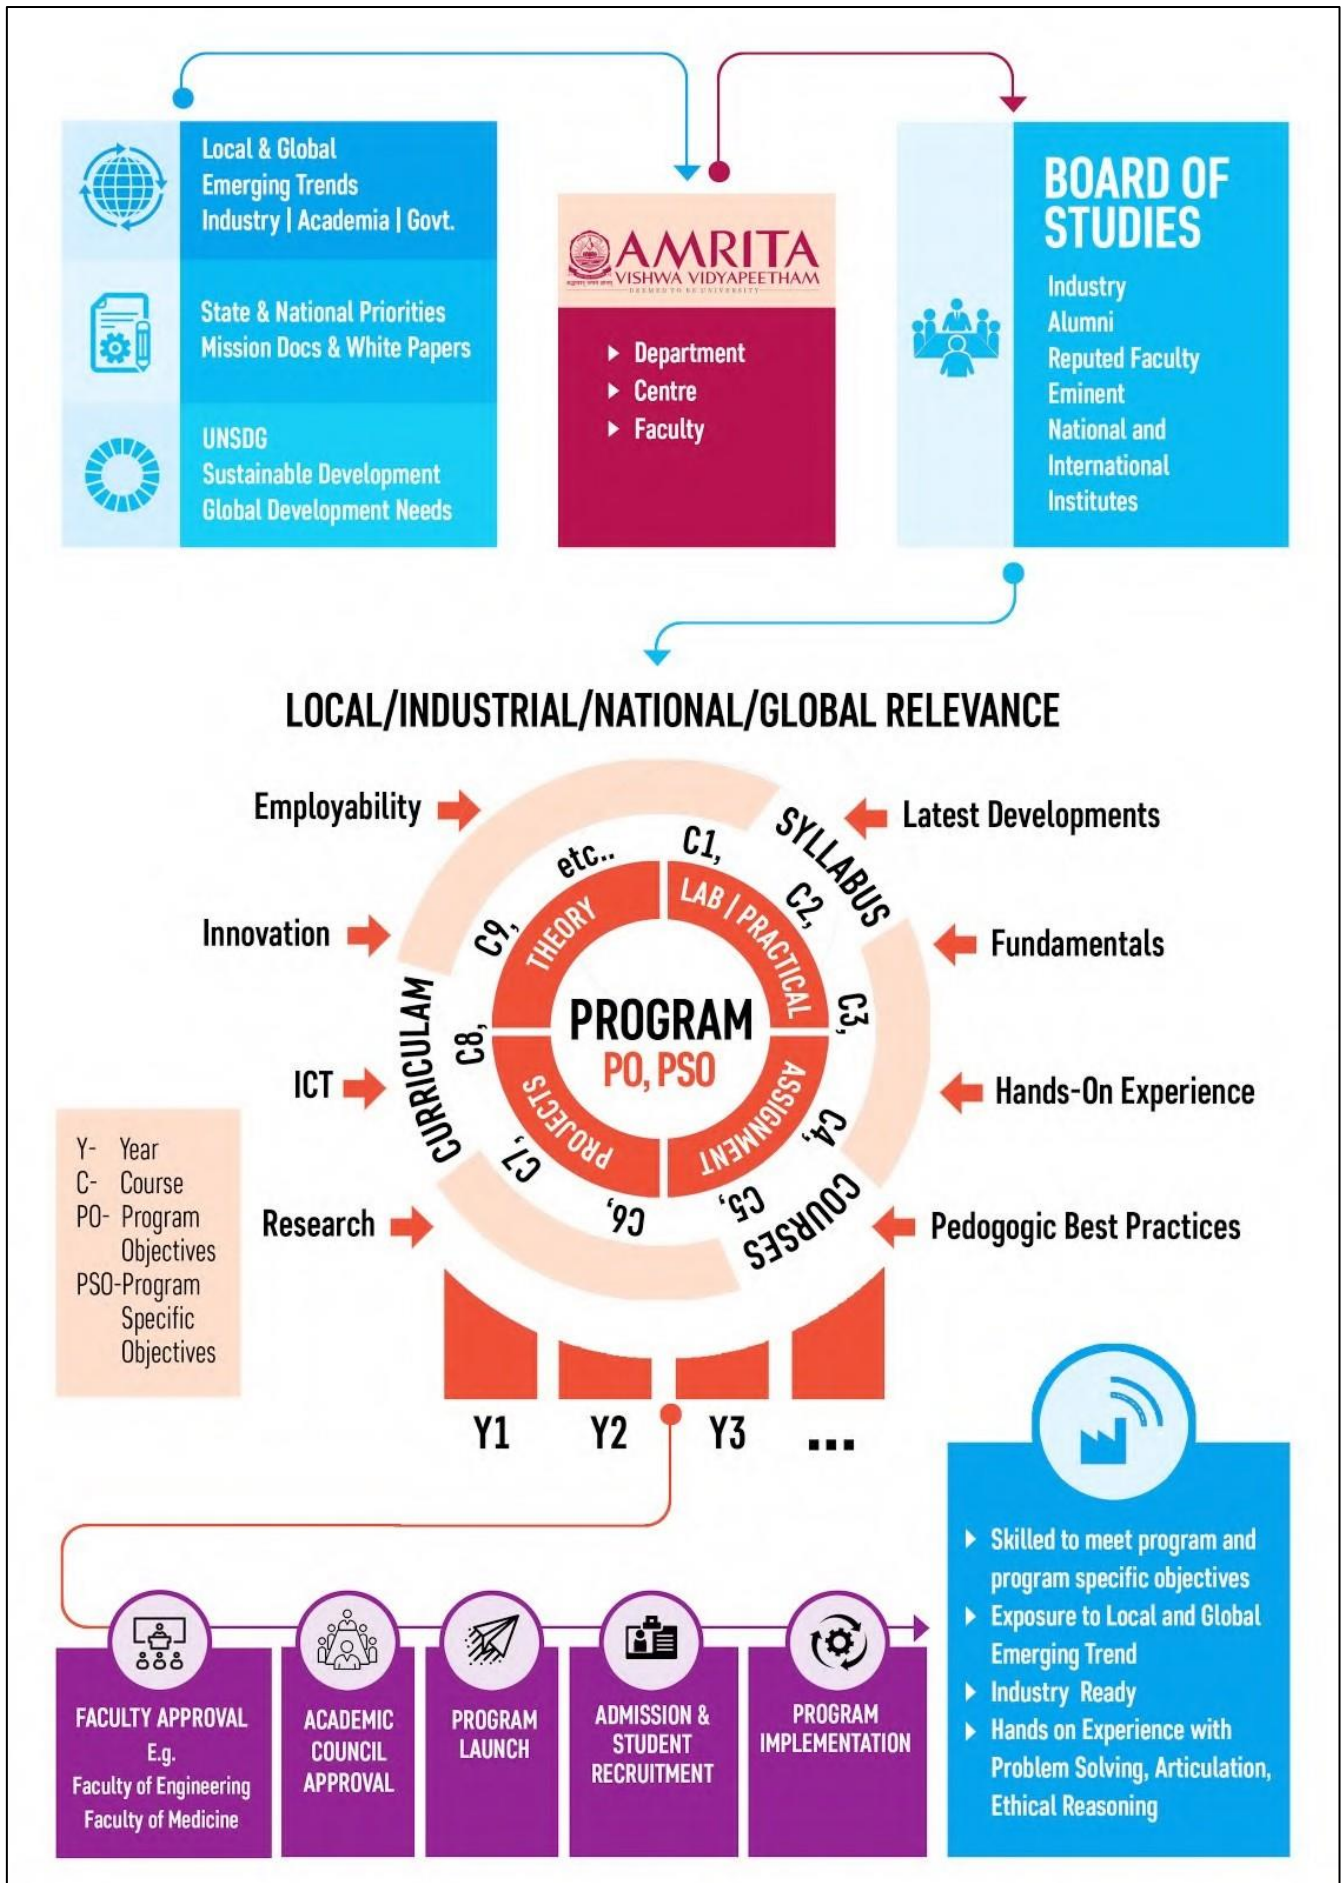 Local & Global
Emerging Trends
Industry | Academia | Govt.
State & National Priorities
Mission Docs & White Papers
UNSDG
Sustainable Development
Global Development Needs
AMRITA
VISHWA VIDYAPEETHAM
DEEMED TO BE UNIVERSITY
Department
Centre
Faculty
BOARD OF
STUDIES
Industry
Alumni
Reputed Faculty
Eminent
National and
International
Institutes
LOCAL/INDUSTRIAL/NATIONAL/GLOBAL RELEVANCE
Employability
Innovation
ICT
Research
Latest Developments
Fundamentals
Hands-On Experience
Pedogogic Best Practices
SYLLABUS
COURSES
CURRICULAM
C1,
C2,
C3,
C4,
C5,
C6,
C7,
C8,
C9,
etc..
THEORY
LAB | PRACTICAL
ASSIGNMENT
PROJECTS
PROGRAM
PO, PSO
Y- Year
C- Course
PO- Program
Objectives
PSO-Program
Specific
Objectives
Y1
Y2
Y3
...
FACULTY APPROVAL
E.g.
Faculty of Engineering
Faculty of Medicine
ACADEMIC
COUNCIL
APPROVAL
PROGRAM
LAUNCH
ADMISSION &
STUDENT
RECRUITMENT
PROGRAM
IMPLEMENTATION
Skilled to meet program and
program specific objectives
Exposure to Local and Global
Emerging Trend
Industry Ready
Hands on Experience with
Problem Solving, Articulation,
Ethical Reasoning